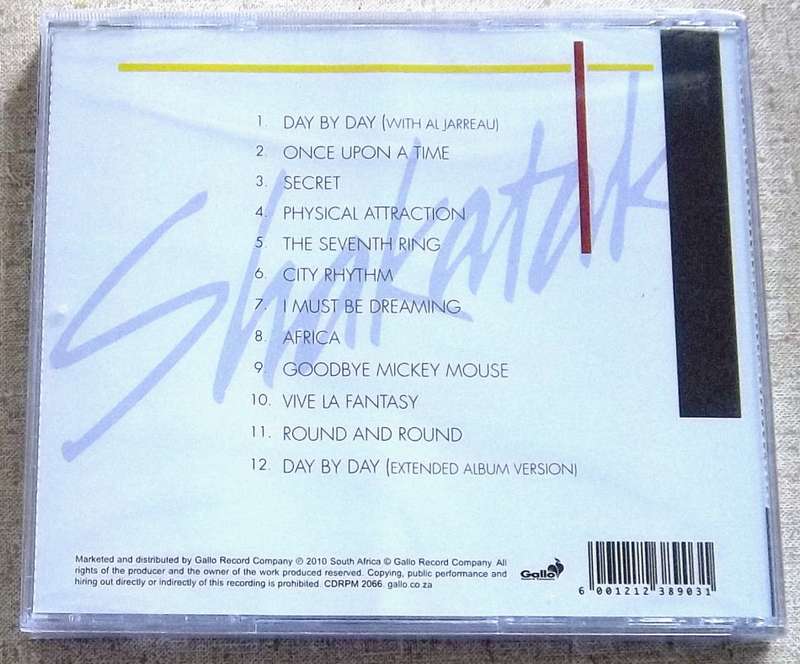 Shakatak
1. DAY BY DAY (WITH AL JARREAU)
2. ONCE UPON A TIME
3. SECRET
4. PHYSICAL ATTRACTION
5. THE SEVENTH RING
6. CITY RHYTHM
7. I MUST BE DREAMING
8. AFRICA
9. GOODBYE MICKEY MOUSE
10. VIVE LA FANTASY
11. ROUND AND ROUND
12. DAY BY DAY (EXTENDED ALBUM VERSION)
Marketed and distributed by Gallo Record Company ℗ 2010 South Africa © Gallo Record Company. All
rights of the producer and the owner of the work produced reserved. Copying, public performance and
hiring out directly or indirectly of this recording is prohibited. CDRPM 2066. gallo.co.za
Gallo
6 001212 389031